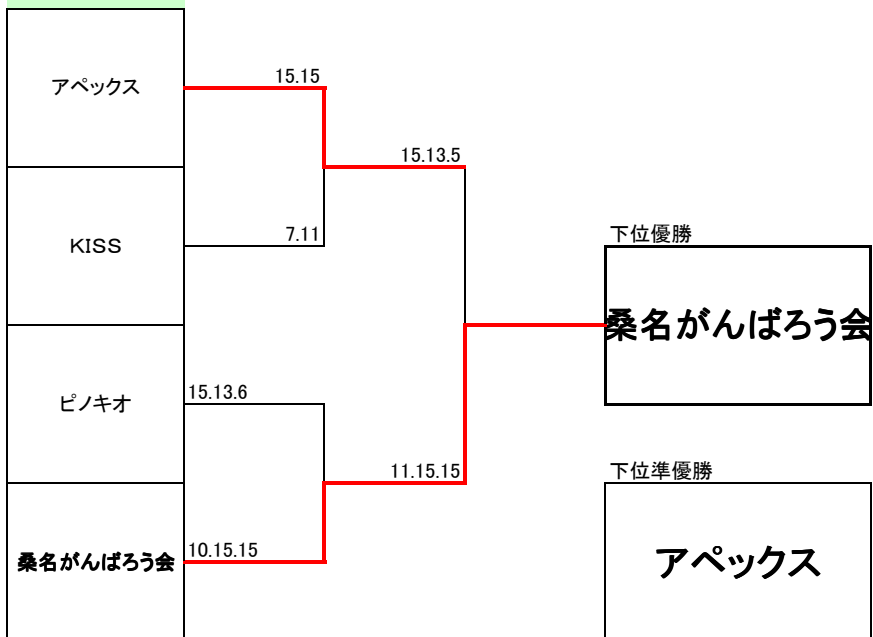 アペックス
15.15
15.13.5
KISS
7.11
下位優勝
桑名がんばろう会
ピノキオ
15.13.6
11.15.15
下位準優勝
桑名がんばろう会
10.15.15
アペックス